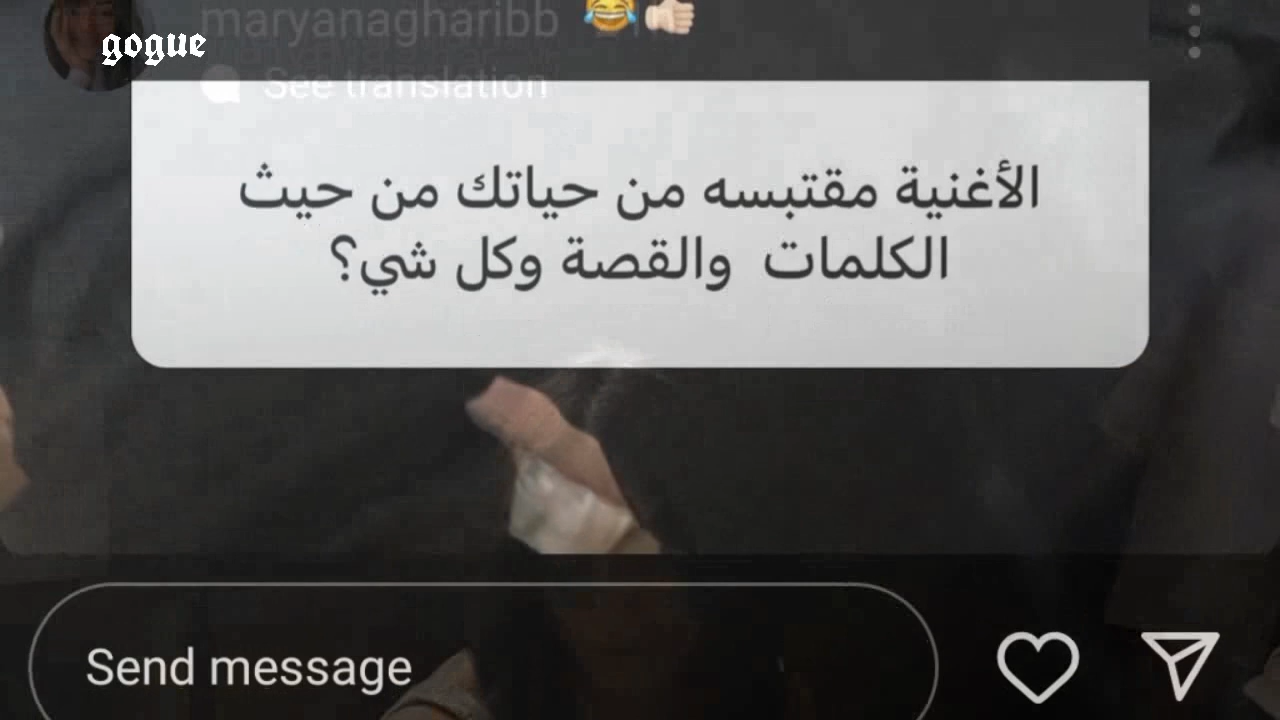 maryanagharibb 😂👍🏻
gogue
See translation
الأغنية مقتبسه من حياتك من حيث
الكلمات والقصة وكل شي؟
Send message